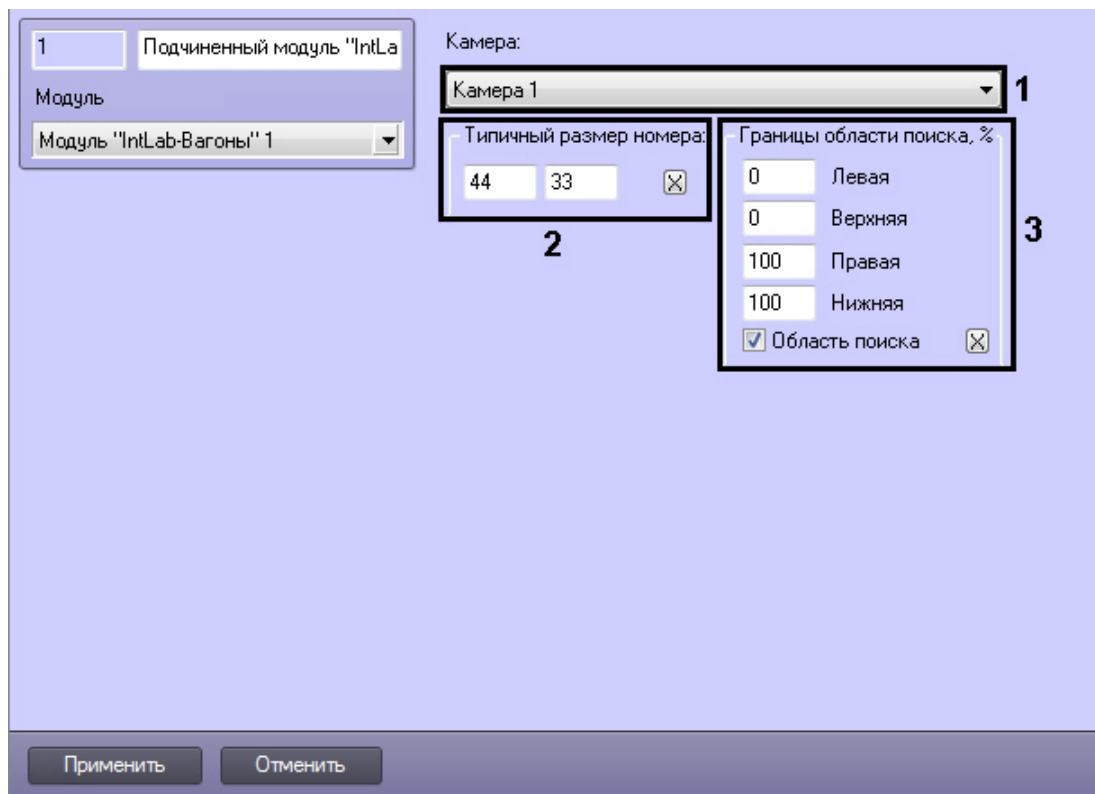 1
Подчиненный модуль "IntLa
Модуль
Модуль "IntLab-Вагоны" 1
Камера:
Камера 1
1
Типичный размер номера:
44 33
2
Границы области поиска, %
0 Левая
0 Верхняя
100 Правая
100 Нижняя
Область поиска
3
Применить
Отменить